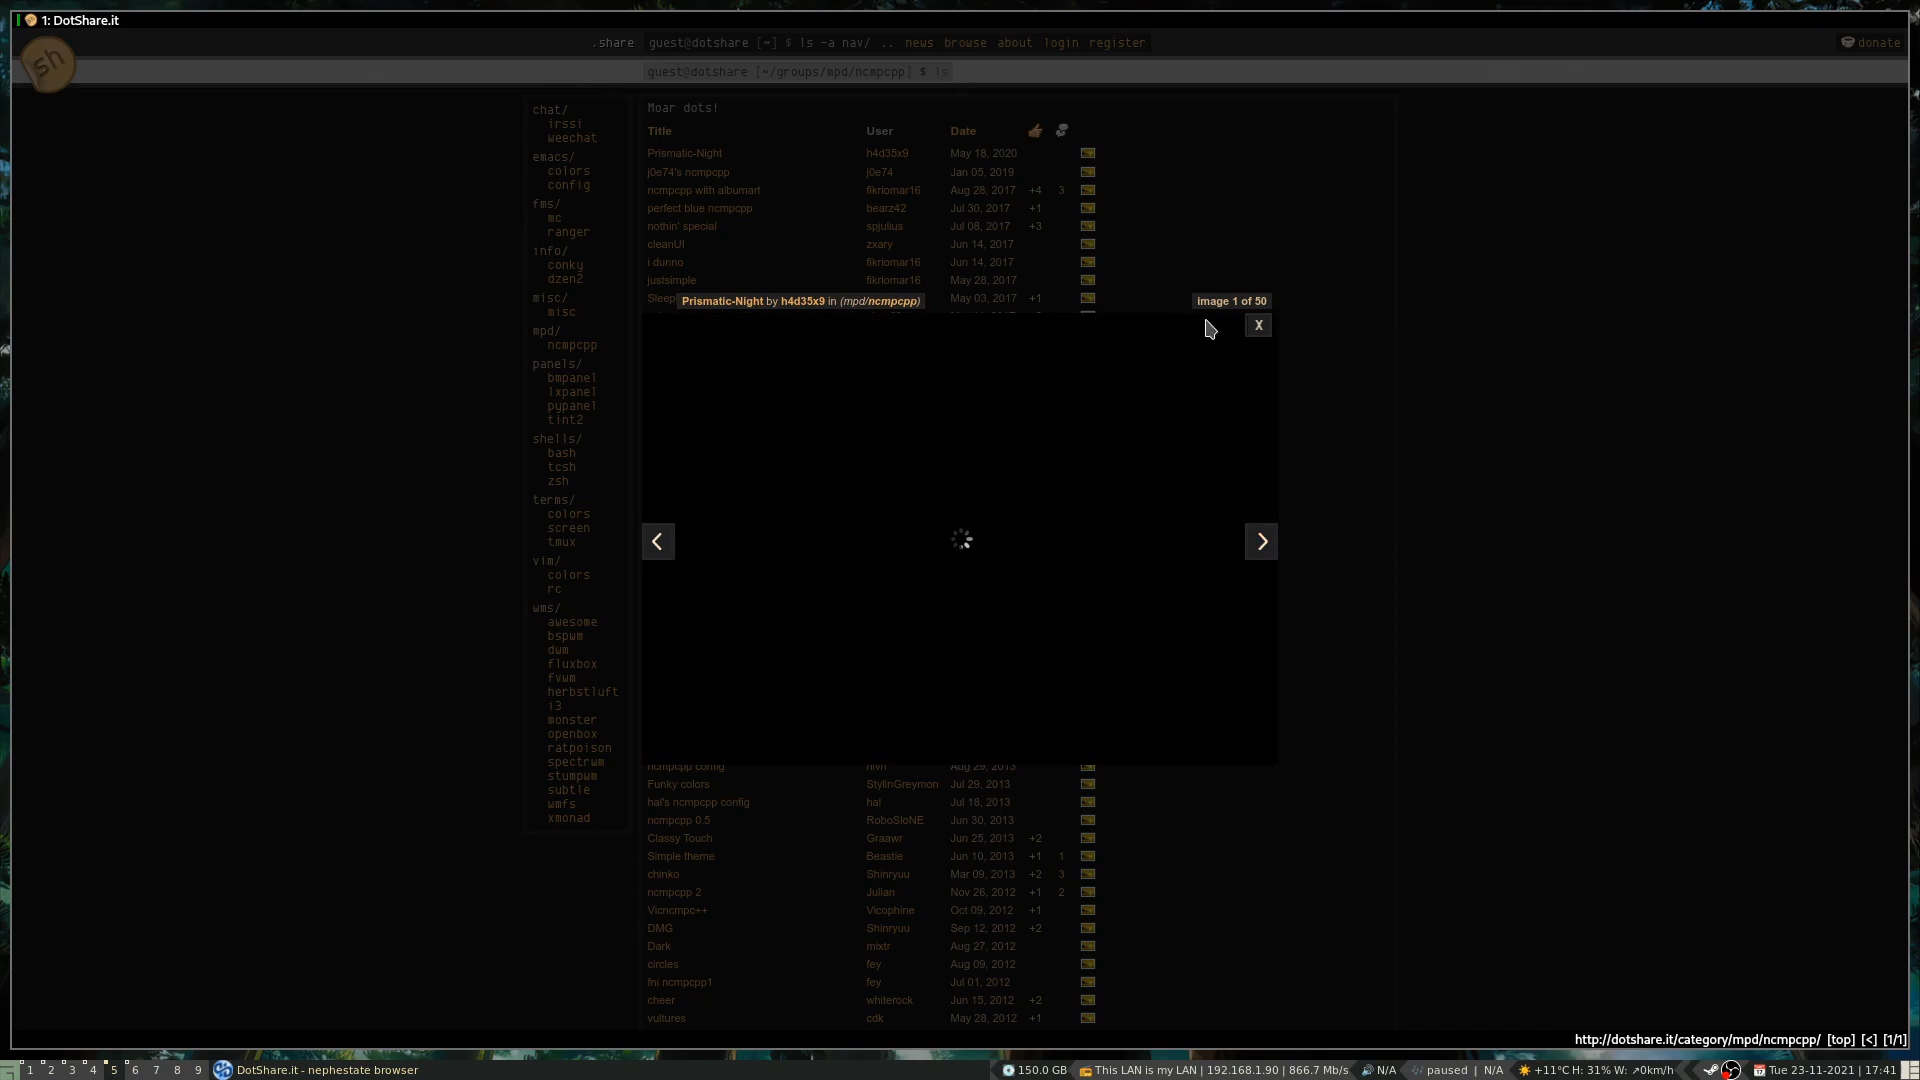 1: DotShare.it
.share guest@dotshare [~] $ ls -a nav/ .. news browse about login register
donate
sh
guest@dotshare [~/groups/mpd/ncmpcpp] $ ls
chat/
irssi
weechat
emacs/
colors
config
fms/
mc
ranger
info/
conky
dzen2
misc/
misc
mpd/
ncmpcpp
panels/
bmpanel
lxpanel
pypanel
tint2
shells/
bash
tcsh
zsh
terms/
colors
screen
tmux
vim/
colors
rc
wms/
awesome
bspwm
dwm
fluxbox
fvwm
herbstluft
i3
monster
openbox
ratpoison
spectrwm
stumpwm
subtle
wmfs
xmonad
Moar dots!
Title User Date
Prismatic-Night h4d35x9 May 18, 2020
j0e74's ncmpcpp j0e74 Jan 05, 2019
ncmpcpp with albumart fikriomar16 Aug 28, 2017 +4 3
perfect blue ncmpcpp bearz42 Jul 30, 2017 +1
nothin' special spjulius Jul 08, 2017 +3
cleanUI zxary Jun 14, 2017
i dunno fikriomar16 Jun 14, 2017
justsimple fikriomar16 May 28, 2017
Sleep May 03, 2017 +1
Prismatic-Night by h4d35x9 in (mpd/ncmpcpp)
image 1 of 50
X
ncmpcpp config nivn Aug 29, 2013
Funky colors StylinGreymon Jul 29, 2013
hal's ncmpcpp config hal Jul 18, 2013
ncmpcpp 0.5 RoboSloNE Jun 30, 2013
Classy Touch Graawr Jun 25, 2013 +2
Simple theme Beastie Jun 10, 2013 +1 1
chinko Shinryuu Mar 09, 2013 +2 3
ncmpcpp 2 Julian Nov 26, 2012 +1 2
Vicncmpc++ Vicophine Oct 09, 2012 +1
DMG Shinryuu Sep 12, 2012 +2
Dark mixtr Aug 27, 2012
circles fey Aug 09, 2012
fni ncmpcpp1 fey Jul 01, 2012
cheer whiterock Jun 15, 2012 +2
vultures cdk May 28, 2012 +1
http://dotshare.it/category/mpd/ncmpcpp/ [top] [<] [1/1]
1 2 3 4 5 6 7 8 9 DotShare.it - nephestate browser 150.0 GB This LAN is my LAN | 192.168.1.90 | 866.7 Mb/s N/A paused | N/A +11°C H: 31% W: ↗0km/h Tue 23-11-2021 | 17:41